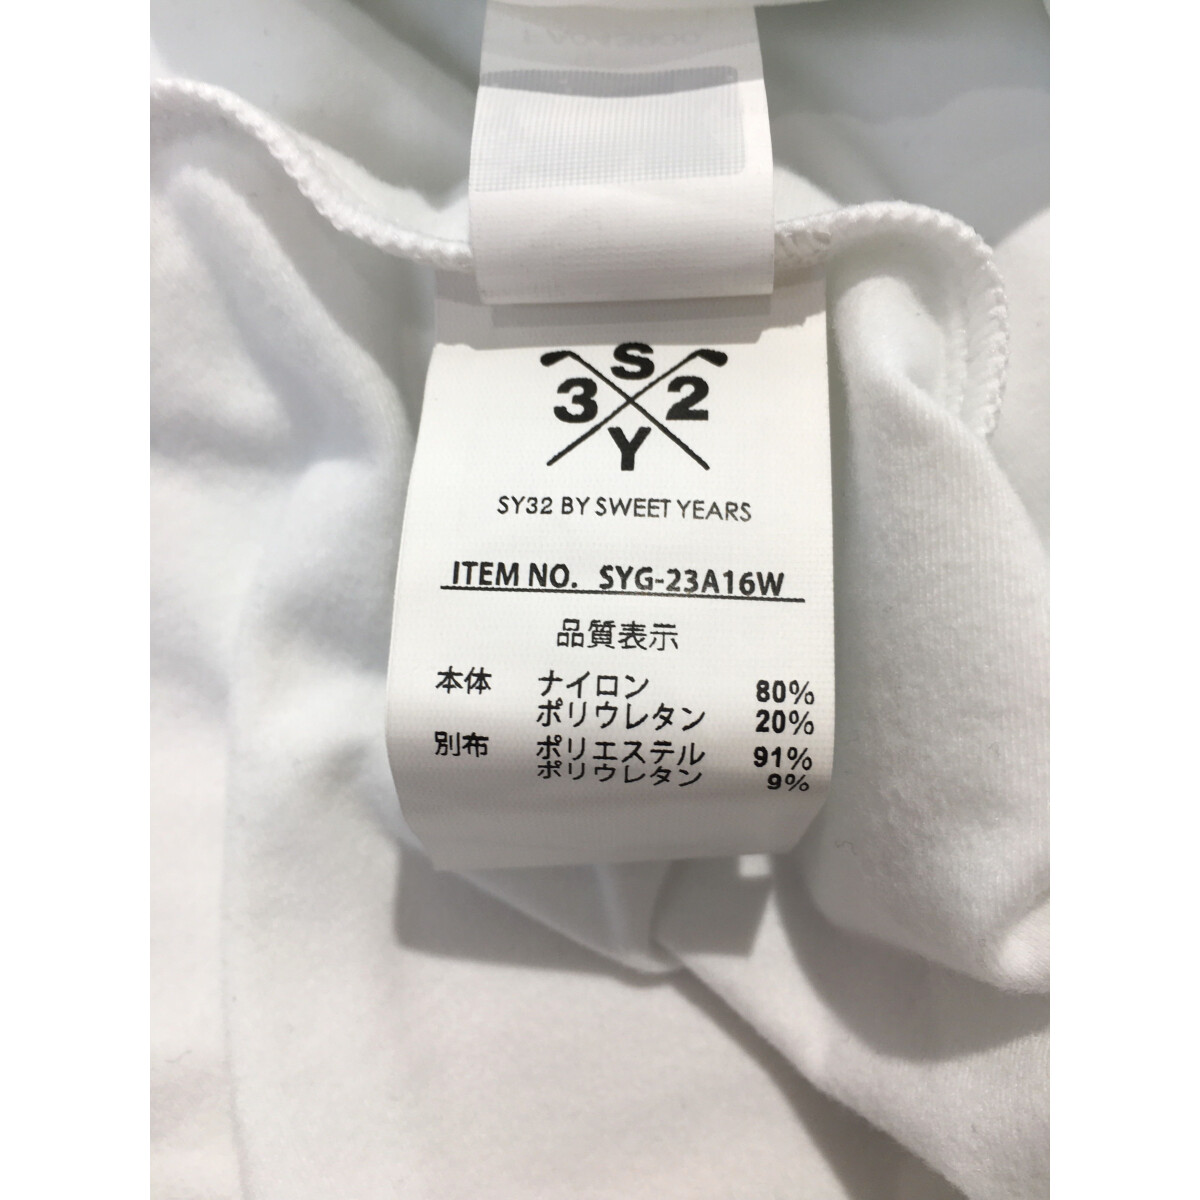 S
3 2
Y
SY32 BY SWEET YEARS
ITEM NO. SYG-23A16W
品質表示
本体 ナイロン 80%
ポリウレタン 20%
別布 ポリエステル 91%
ポリウレタン 9%